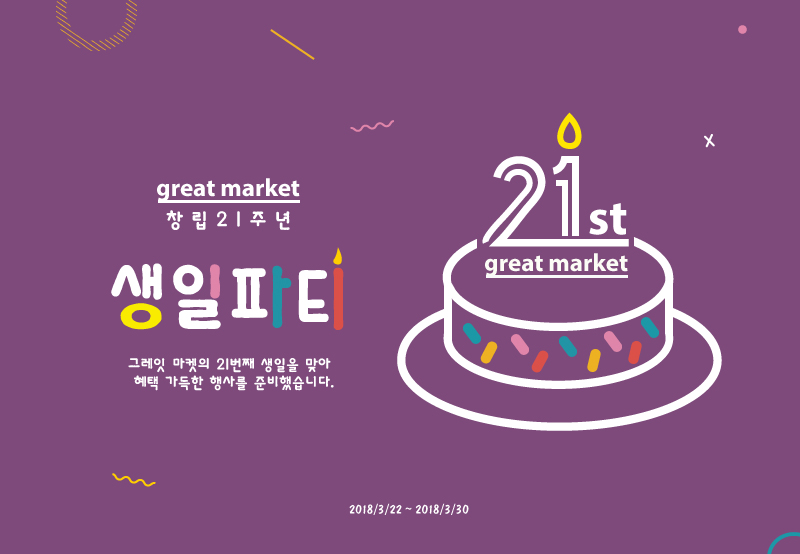 great market
창립21주년
생일파티
그레잇 마켓의 21번째 생일을 맞아
혜택 가득한 행사를 준비했습니다.
21st
great market
2018/3/22 ~ 2018/3/30